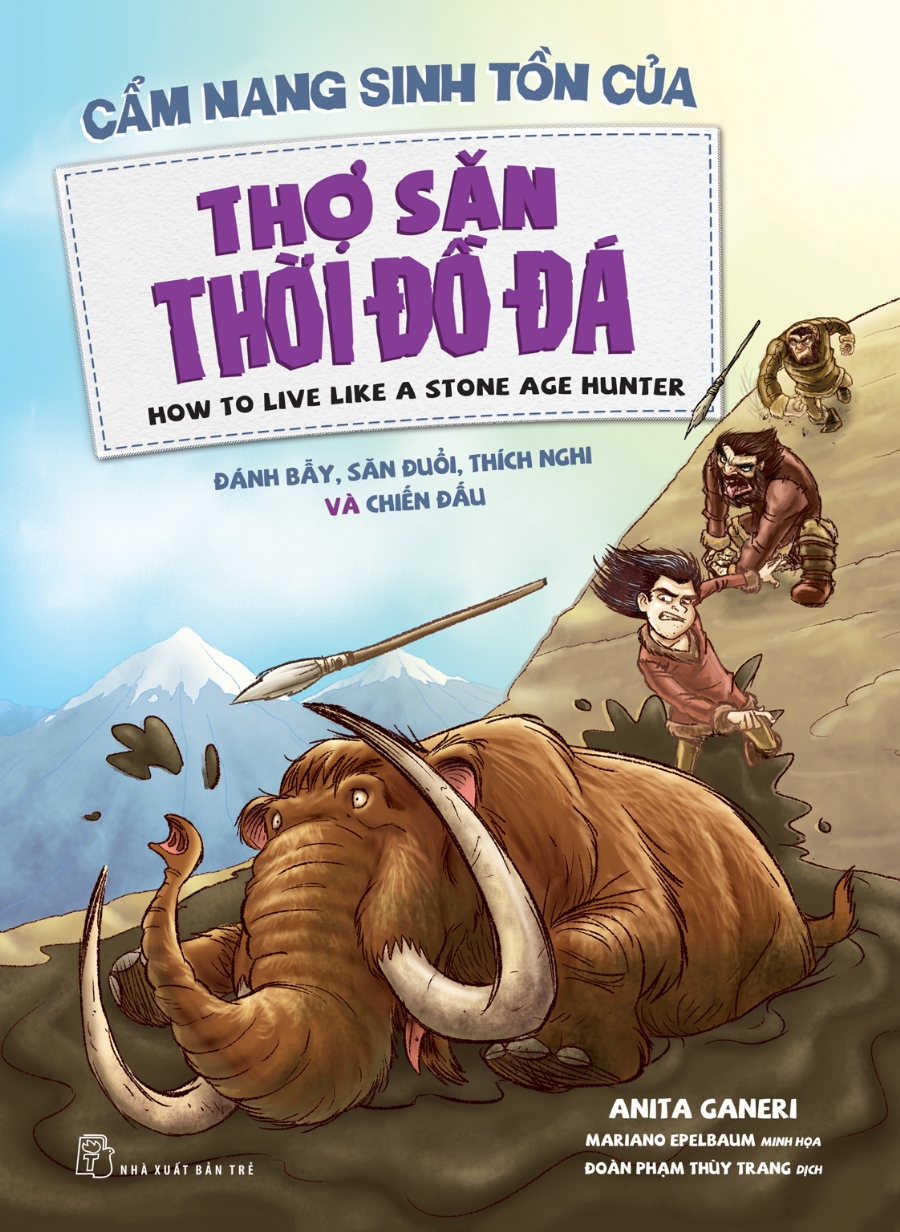 CẨM NANG SINH TỒN CỦA
THỢ SĂN
THỜI ĐỒ ĐÁ
HOW TO LIVE LIKE A STONE AGE HUNTER
ĐÁNH BẪY, SĂN ĐUỔI, THÍCH NGHI
VÀ CHIẾN ĐẤU
ANITA GANERI
MARIANO EPELBAUM MINH HỌA
ĐOÀN PHẠM THÙY TRANG DỊCH
NHÀ XUẤT BẢN TRẺ